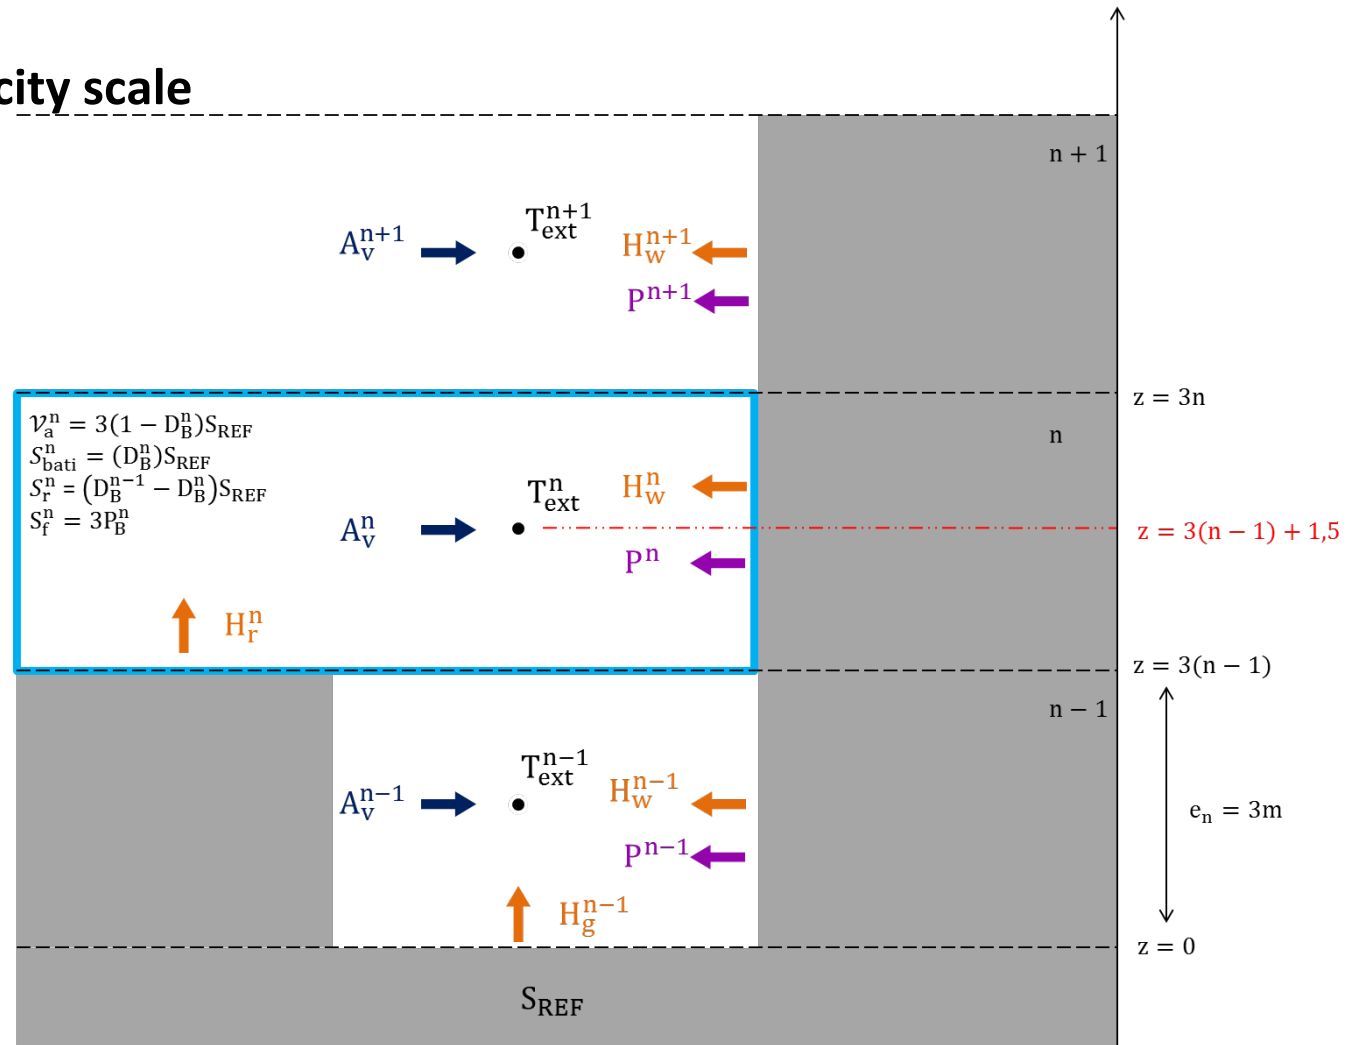 city scale
n + 1
T_ext^{n+1}
A_v^{n+1}
H_w^{n+1}
P^{n+1}
z = 3n
𝒱_a^n = 3(1 − D_B^n)S_REF
S_bati^n = (D_B^n)S_REF
S_r^n = (D_B^{n−1} − D_B^n)S_REF
S_f^n = 3P_B^n
n
T_ext^n
H_w^n
A_v^n
z = 3(n − 1) + 1,5
P^n
H_r^n
z = 3(n − 1)
n − 1
T_ext^{n−1}
A_v^{n−1}
H_w^{n−1}
e_n = 3m
P^{n−1}
H_g^{n−1}
z = 0
S_REF